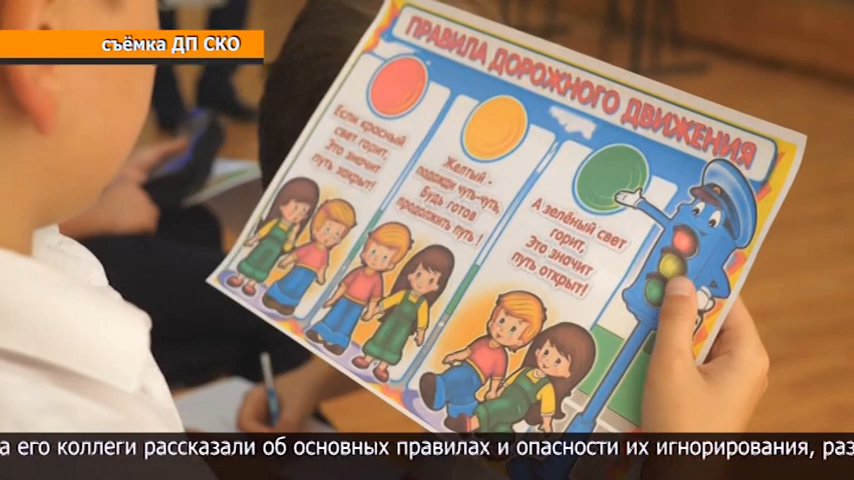 съёмка ДП СКО
ПРАВИЛА ДОРОЖНОГО ДВИЖЕНИЯ
Если красный
свет горит,
Это значит
путь закрыт!
Желтый -
подожди чуть-чуть,
Будь готов
продолжить путь !
А зелёный свет
горит,
Это значит
путь открыт!
а его коллеги рассказали об основных правилах и опасности их игнорирования, раз